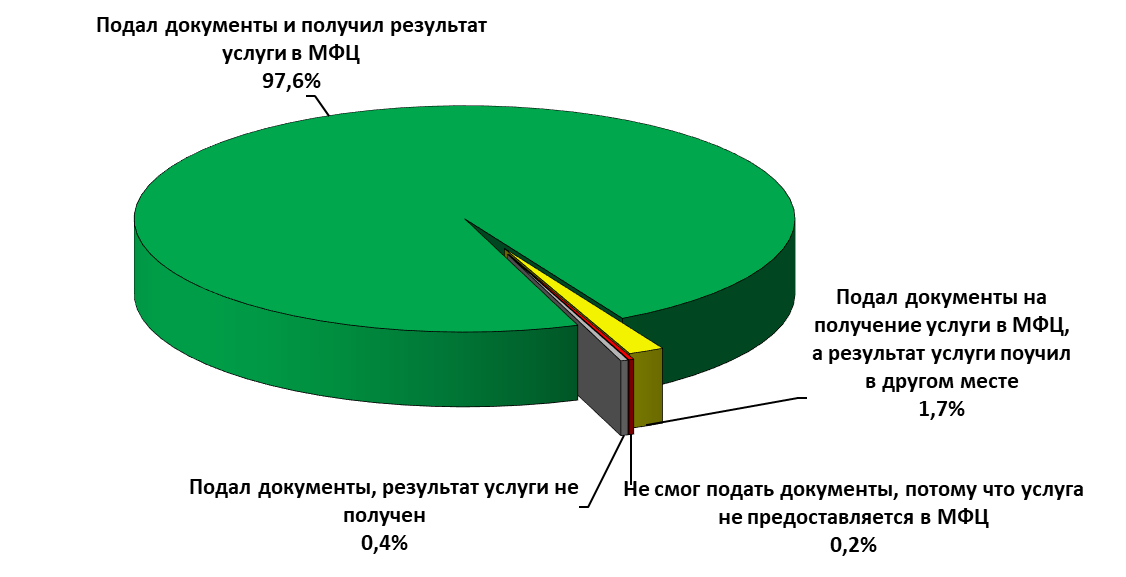 Подал документы и получил результат
услуги в МФЦ
97,6%
Подал документы на
получение услуги в МФЦ,
а результат услуги поучил
в другом месте
1,7%
Подал документы, результат услуги не
получен
0,4%
Не смог подать документы, потому что услуга
не предоставляется в МФЦ
0,2%